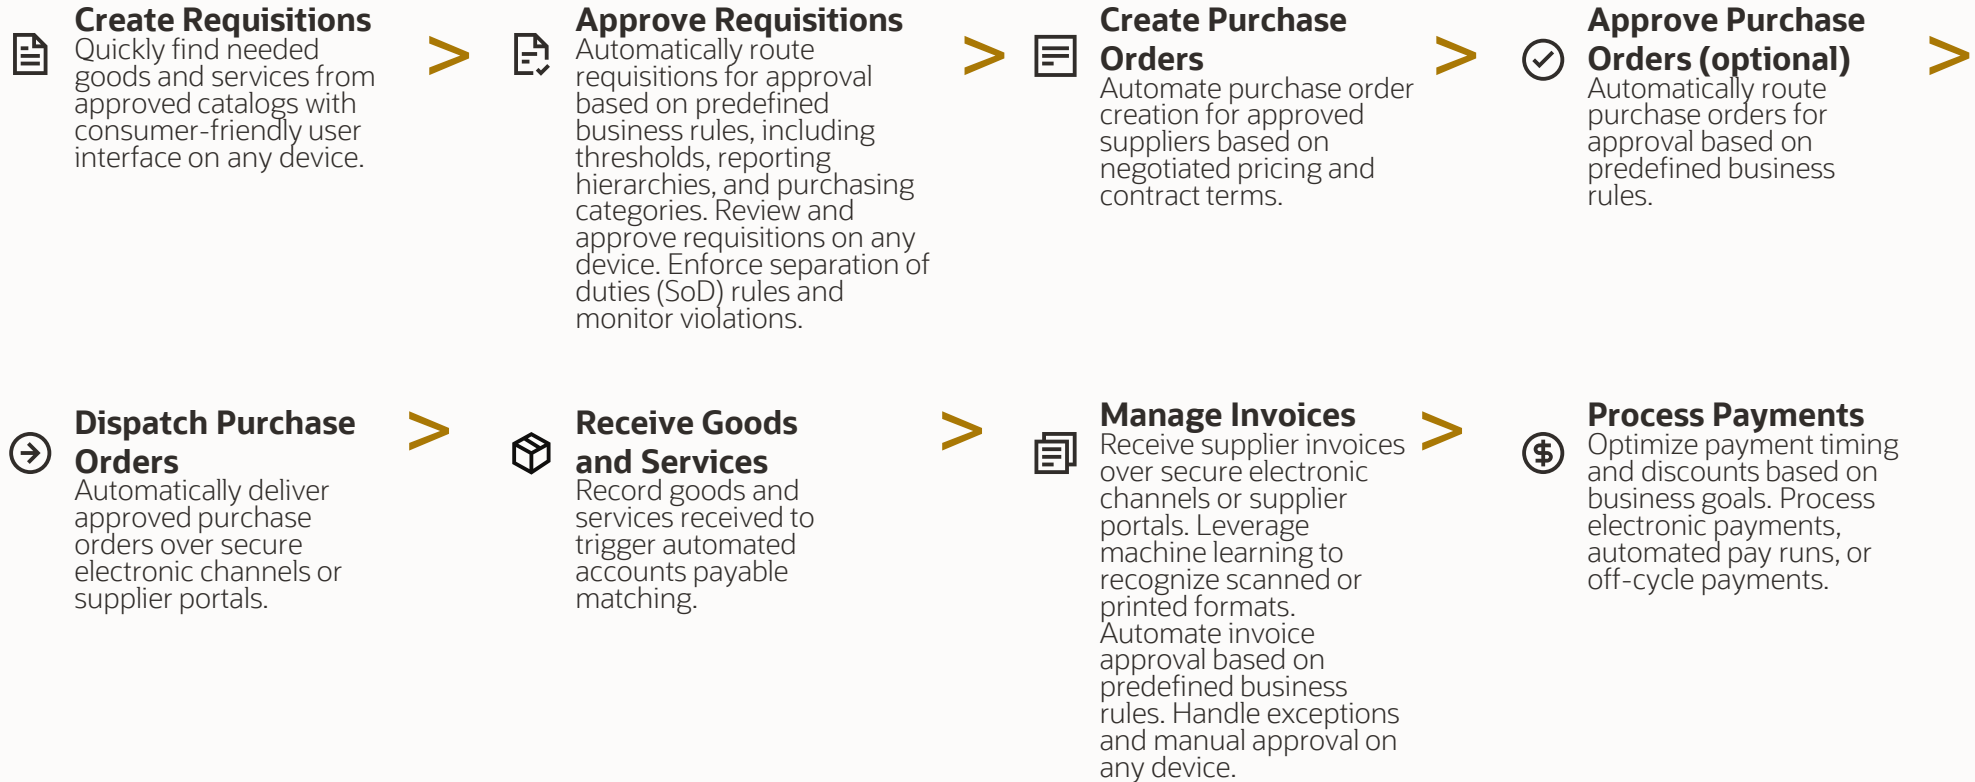 Create Requisitions
Quickly find needed
goods and services from
approved catalogs with
consumer-friendly user
interface on any device.
>
Approve Requisitions
Automatically route
requisitions for approval
based on predefined
business rules, including
thresholds, reporting
hierarchies, and purchasing
categories. Review and
approve requisitions on any
device. Enforce separation of
duties (SoD) rules and
monitor violations.
>
Create Purchase
Orders
Automate purchase order
creation for approved
suppliers based on
negotiated pricing and
contract terms.
>
Approve Purchase
Orders (optional)
Automatically route
purchase orders for
approval based on
predefined business
rules.
>
Dispatch Purchase
Orders
Automatically deliver
approved purchase
orders over secure
electronic channels or
supplier portals.
>
Receive Goods
and Services
Record goods and
services received to
trigger automated
accounts payable
matching.
>
Manage Invoices
Receive supplier invoices
over secure electronic
channels or supplier
portals. Leverage
machine learning to
recognize scanned or
printed formats.
Automate invoice
approval based on
predefined business
rules. Handle exceptions
and manual approval on
any device.
>
$
Process Payments
Optimize payment timing
and discounts based on
business goals. Process
electronic payments,
automated pay runs, or
off-cycle payments.